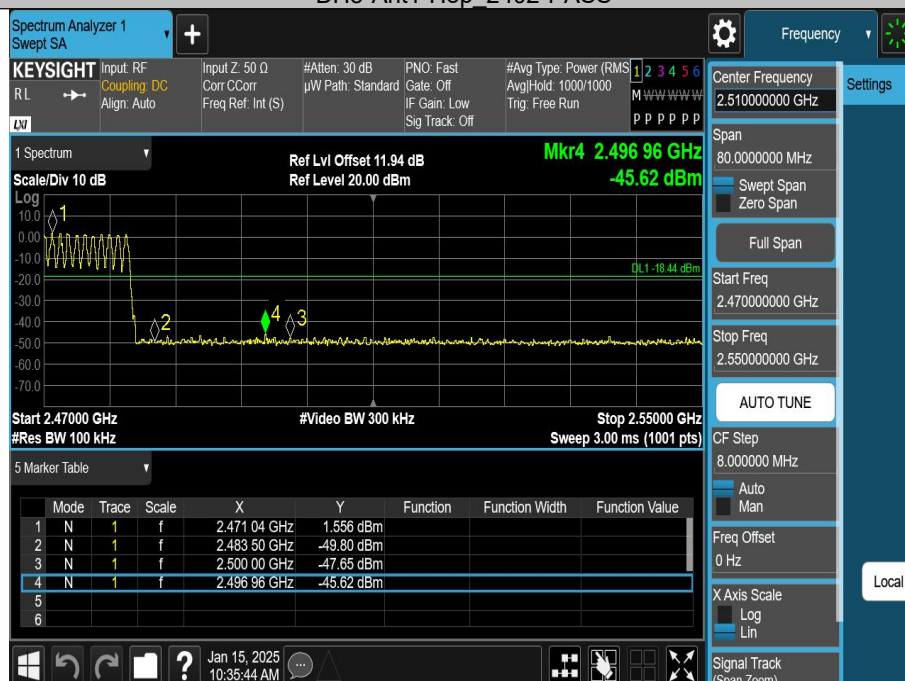 Spectrum Analyzer 1
Swept SA
Frequency
KEYSIGHT
RL
LXI
Input: RF
Coupling: DC
Align: Auto
Input Z: 50 Ω
Corr CCorr
Freq Ref: Int (S)
#Atten: 30 dB
µW Path: Standard
PNO: Fast
Gate: Off
IF Gain: Low
Sig Track: Off
#Avg Type: Power (RMS
Avg|Hold: 1000/1000
Trig: Free Run
1 2 3 4 5 6
M W W W W W
P P P P P P
1 Spectrum
Scale/Div 10 dB
Ref Lvl Offset 11.94 dB
Ref Level 20.00 dBm
Mkr4 2.496 96 GHz
-45.62 dBm
Log
10.0
0.00
-10.0
-20.0
-30.0
-40.0
-50.0
-60.0
-70.0
1
2
4
3
DL1 -18.44 dBm
Start 2.47000 GHz
#Res BW 100 kHz
#Video BW 300 kHz
Stop 2.55000 GHz
Sweep 3.00 ms (1001 pts)
5 Marker Table
Mode Trace Scale X Y Function Function Width Function Value
1 N 1 f 2.471 04 GHz 1.556 dBm
2 N 1 f 2.483 50 GHz -49.80 dBm
3 N 1 f 2.500 00 GHz -47.65 dBm
4 N 1 f 2.496 96 GHz -45.62 dBm
5
6
Jan 15, 2025
10:35:44 AM
Center Frequency
2.510000000 GHz
Settings
Span
80.0000000 MHz
Swept Span
Zero Span
Full Span
Start Freq
2.470000000 GHz
Stop Freq
2.550000000 GHz
AUTO TUNE
CF Step
8.000000 MHz
Auto
Man
Freq Offset
0 Hz
X Axis Scale
Log
Lin
Local
Signal Track
(Span Zoom)